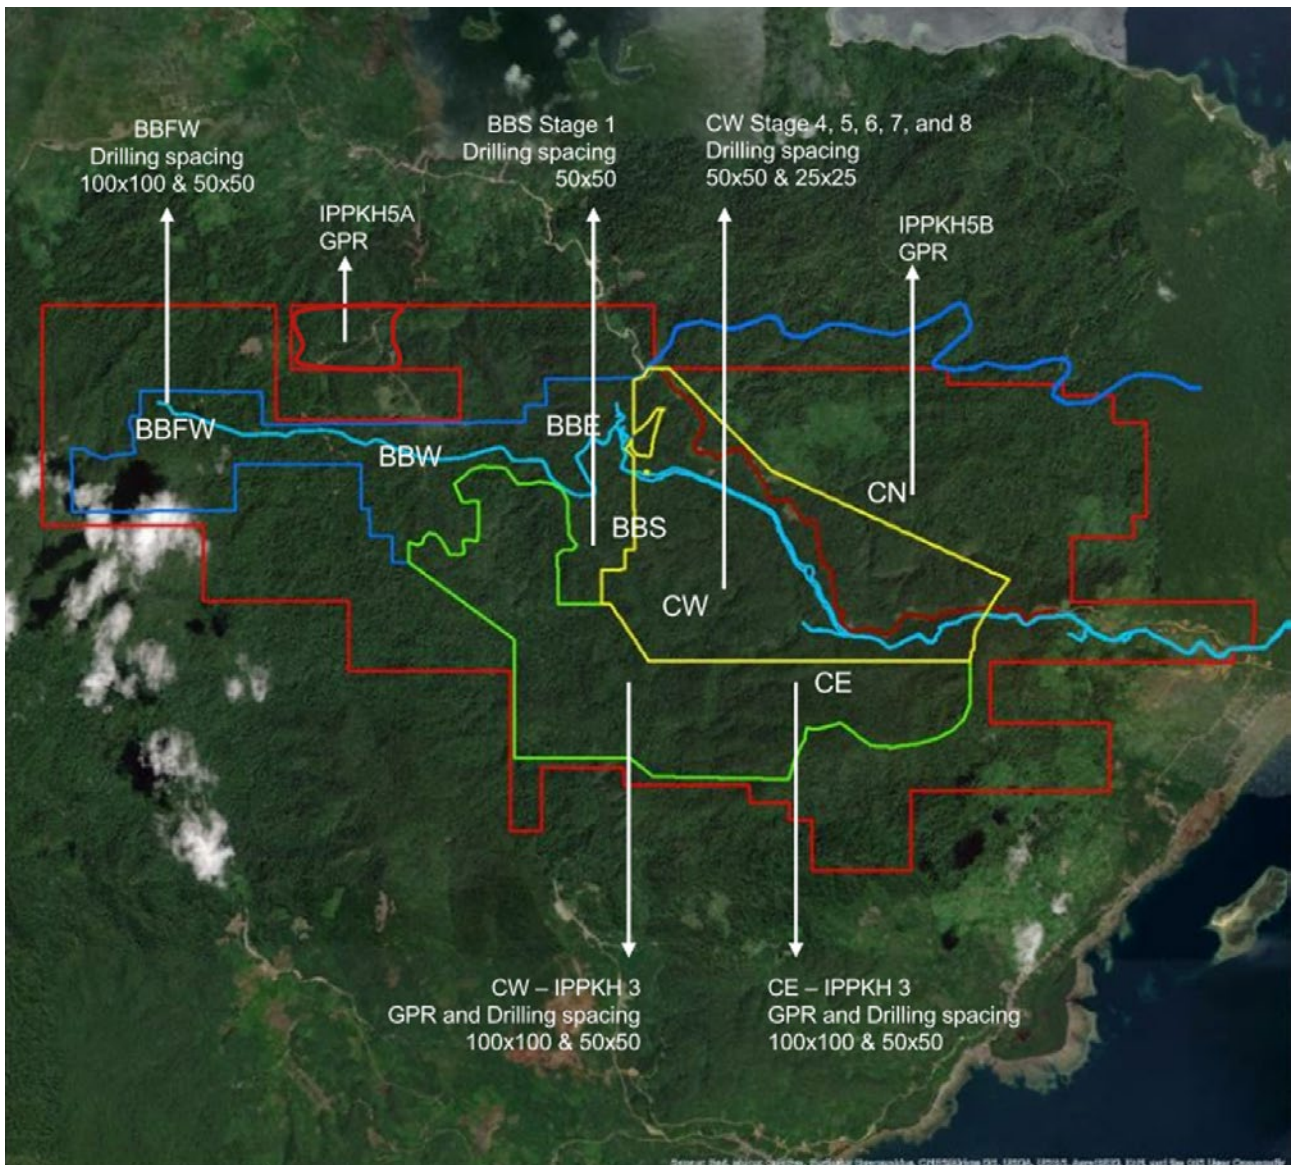 BBFW
Drilling spacing
100x100 & 50x50
BBS Stage 1
Drilling spacing
50x50
CW Stage 4, 5, 6, 7, and 8
Drilling spacing
50x50 & 25x25
IPPKH5A
GPR
IPPKH5B
GPR
BBFW
BBW
BBE
BBS
CN
CW
CE
CW – IPPKH 3
GPR and Drilling spacing
100x100 & 50x50
CE – IPPKH 3
GPR and Drilling spacing
100x100 & 50x50